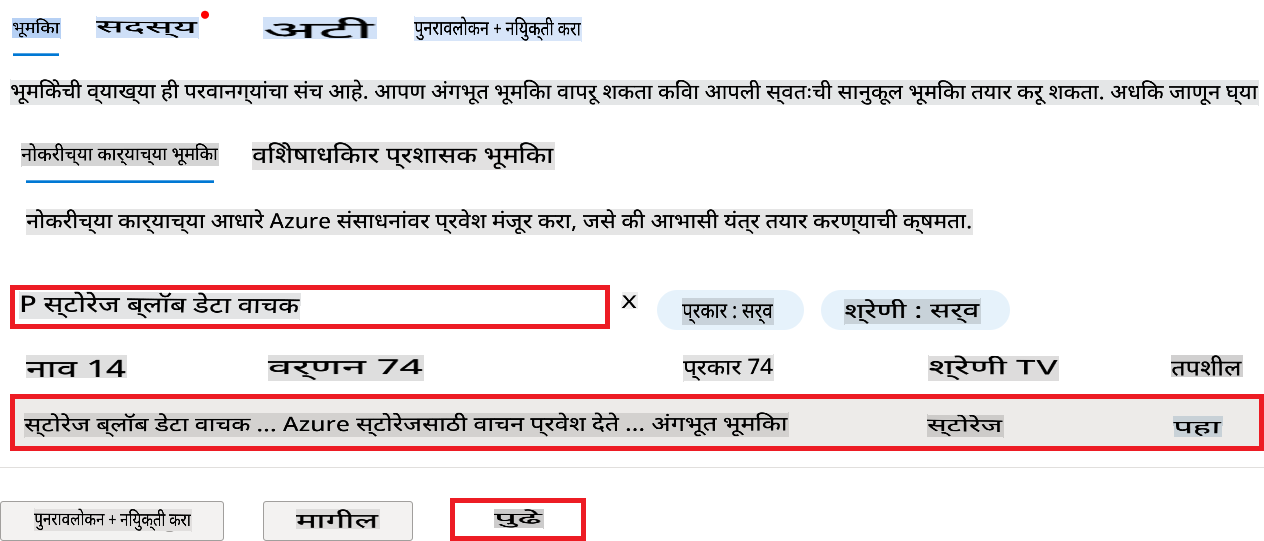 भूमिका सदस्य अटी पुनरावलोकन + नियुक्ती करा
भूमिकेची व्याख्या ही परवानग्यांचा संच आहे. आपण अंगभूत भूमिका वापरू शकता किंवा आपली स्वतःची सानुकूल भूमिका तयार करू शकता. अधिक जाणून घ्या
नोकरीच्या कार्याच्या भूमिका विशेषाधिकार प्रशासक भूमिका
नोकरीच्या कार्याच्या आधारे Azure संसाधनांवर प्रवेश मंजूर करा, जसे की आभासी यंत्र तयार करण्याची क्षमता.
P स्टोरेज ब्लॉब डेटा वाचक x प्रकार : सर्व श्रेणी : सर्व
नाव 14 वर्णन 74 प्रकार 74 श्रेणी TV तपशील
स्टोरेज ब्लॉब डेटा वाचक ... Azure स्टोरेजसाठी वाचन प्रवेश देते ... अंगभूत भूमिका स्टोरेज पहा
पुनरावलोकन + नियुक्ती करा मागील पुढे